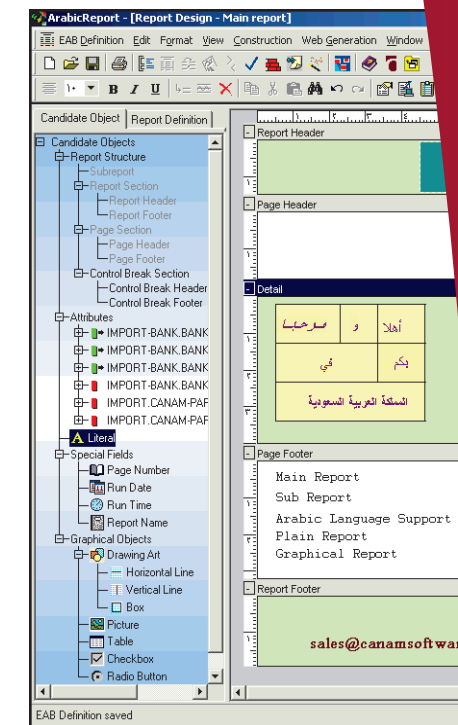 ArabicReport - [Report Design - Main report]
EAB Definition Edit Format View Construction Web Generation Window
Candidate Object Report Definition
Candidate Objects
Report Structure
Subreport
Report Section
Report Header
Report Footer
Page Section
Page Header
Page Footer
Control Break Section
Control Break Header
Control Break Footer
Attributes
IMPORT-BANK.BANK
IMPORT-BANK.BANK
IMPORT-BANK.BANK
IMPORT.CANAM-PAF
IMPORT.CANAM-PAF
A Literal
Special Fields
Page Number
Run Date
Run Time
Report Name
Graphical Objects
Drawing Art
Horizontal Line
Vertical Line
Box
Picture
Table
Checkbox
Radio Button
EAB Definition saved
Report Header
Page Header
Detail
أهلا و مرحبا
بكم في
المملكة العربية السعودية
Page Footer
Main Report
Sub Report
Arabic Language Support
Plain Report
Graphical Report
Report Footer
sales@canamsoftwar